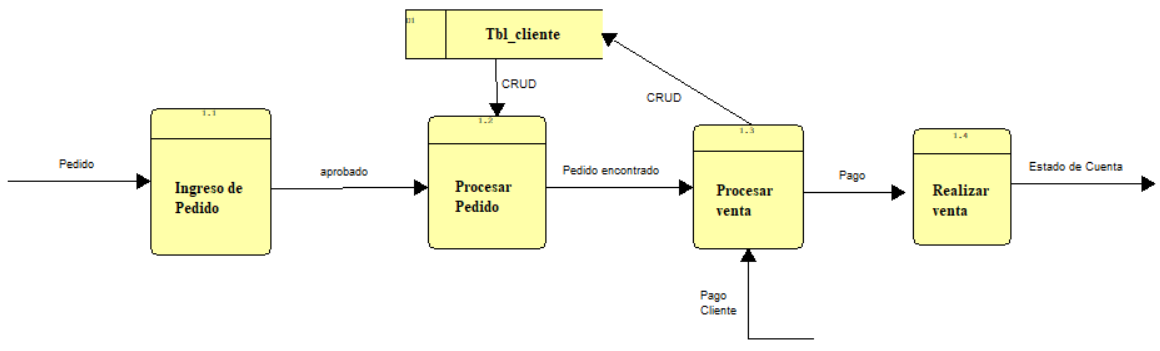 01
Tbl_cliente
CRUD
CRUD
Pedido
1.1
Ingreso de
Pedido
aprobado
1.2
Procesar
Pedido
Pedido encontrado
1.3
Procesar
venta
Pago
1.4
Realizar
venta
Estado de Cuenta
Pago
Cliente